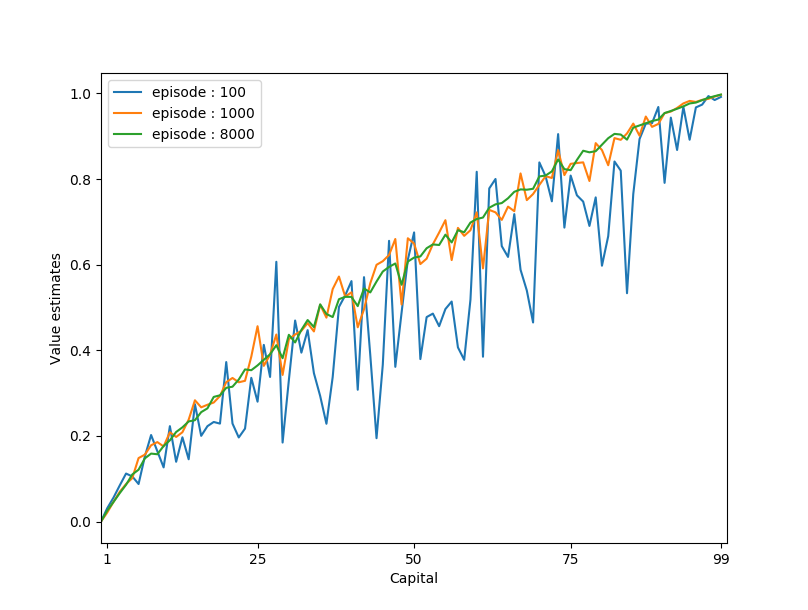 episode : 100
episode : 1000
episode : 8000
1.0
0.8
0.6
0.4
0.2
0.0
Value estimates
1 25 50 75 99
Capital